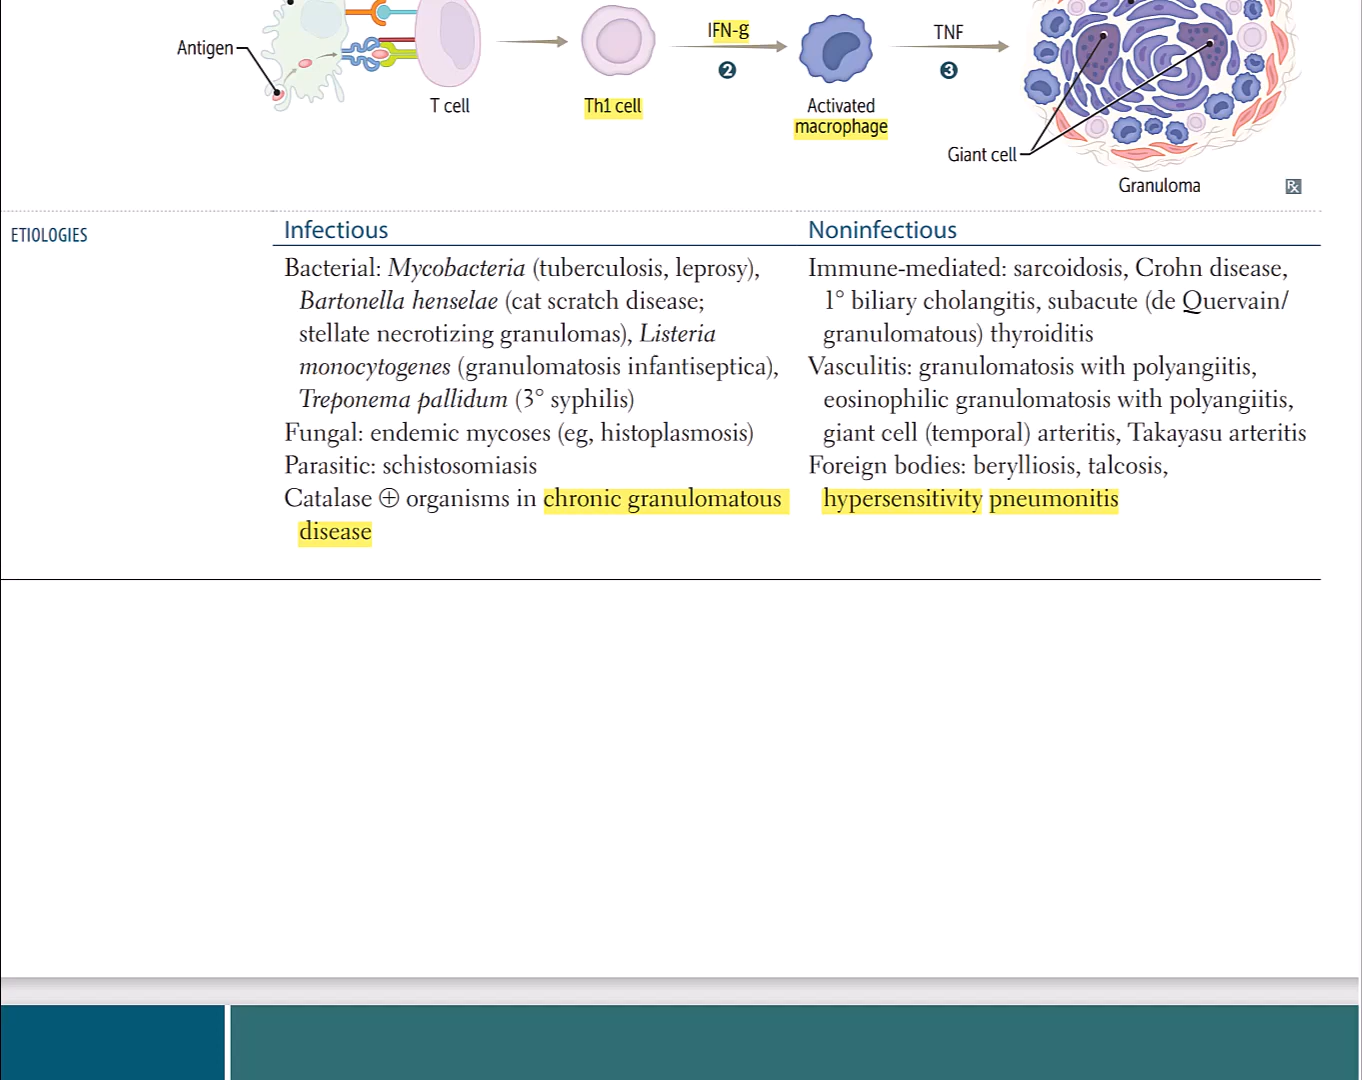 Antigen
T cell
Th1 cell
IFN-g
2
Activated
macrophage
TNF
3
Giant cell
Granuloma
Rx
ETIOLOGIES
Infectious
Bacterial: Mycobacteria (tuberculosis, leprosy),
Bartonella henselae (cat scratch disease;
stellate necrotizing granulomas), Listeria
monocytogenes (granulomatosis infantiseptica),
Treponema pallidum (3° syphilis)
Fungal: endemic mycoses (eg, histoplasmosis)
Parasitic: schistosomiasis
Catalase ⊕ organisms in chronic granulomatous
disease
Noninfectious
Immune-mediated: sarcoidosis, Crohn disease,
1° biliary cholangitis, subacute (de Quervain/
granulomatous) thyroiditis
Vasculitis: granulomatosis with polyangiitis,
eosinophilic granulomatosis with polyangiitis,
giant cell (temporal) arteritis, Takayasu arteritis
Foreign bodies: berylliosis, talcosis,
hypersensitivity pneumonitis